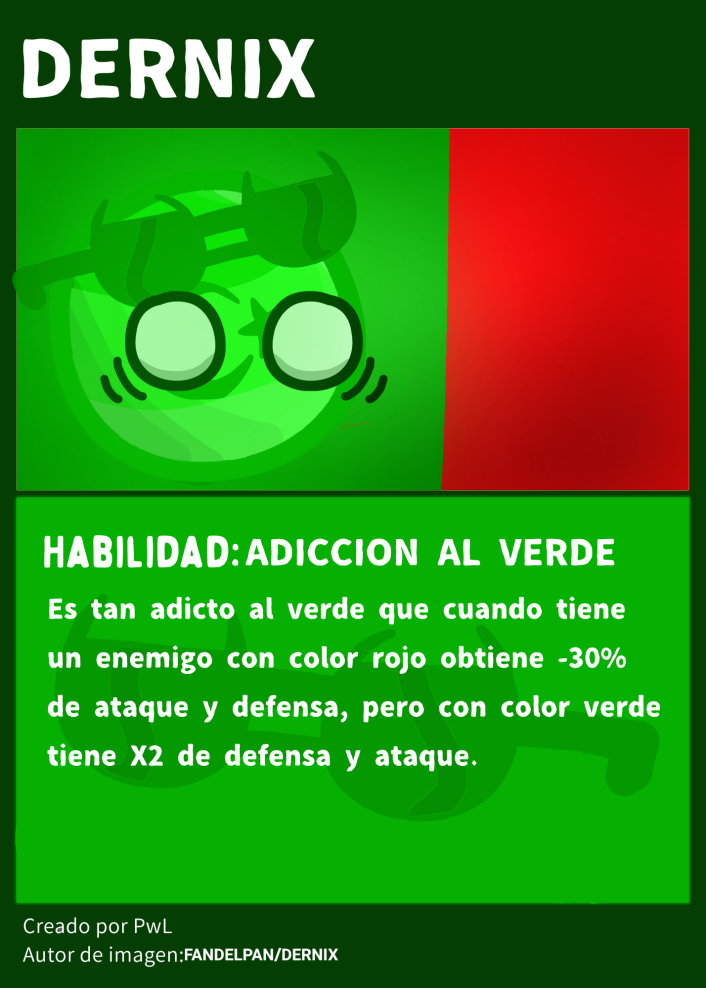 DERNIX
HABILIDAD:ADICCION AL VERDE
Es tan adicto al verde que cuando tiene
un enemigo con color rojo obtiene -30%
de ataque y defensa, pero con color verde
tiene X2 de defensa y ataque.
Creado por PwL
Autor de imagen:FANDELPAN/DERNIX